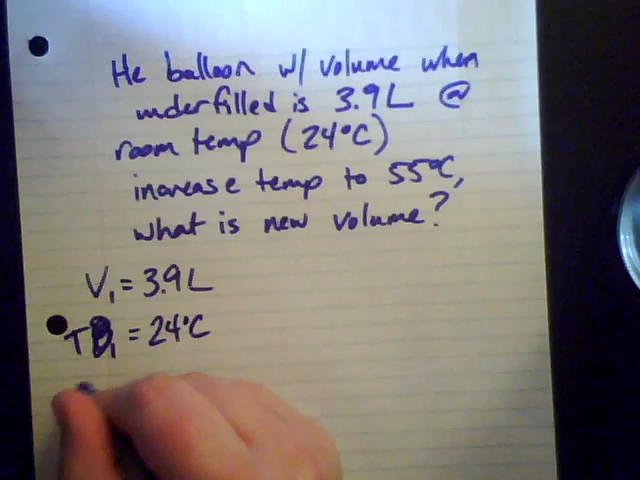 He balloon w/ volume when
underfilled is 3.9L @
room temp (24°C)
increase temp to 55°C,
what is new volume?
V₁ = 3.9L
T₁ = 24°C